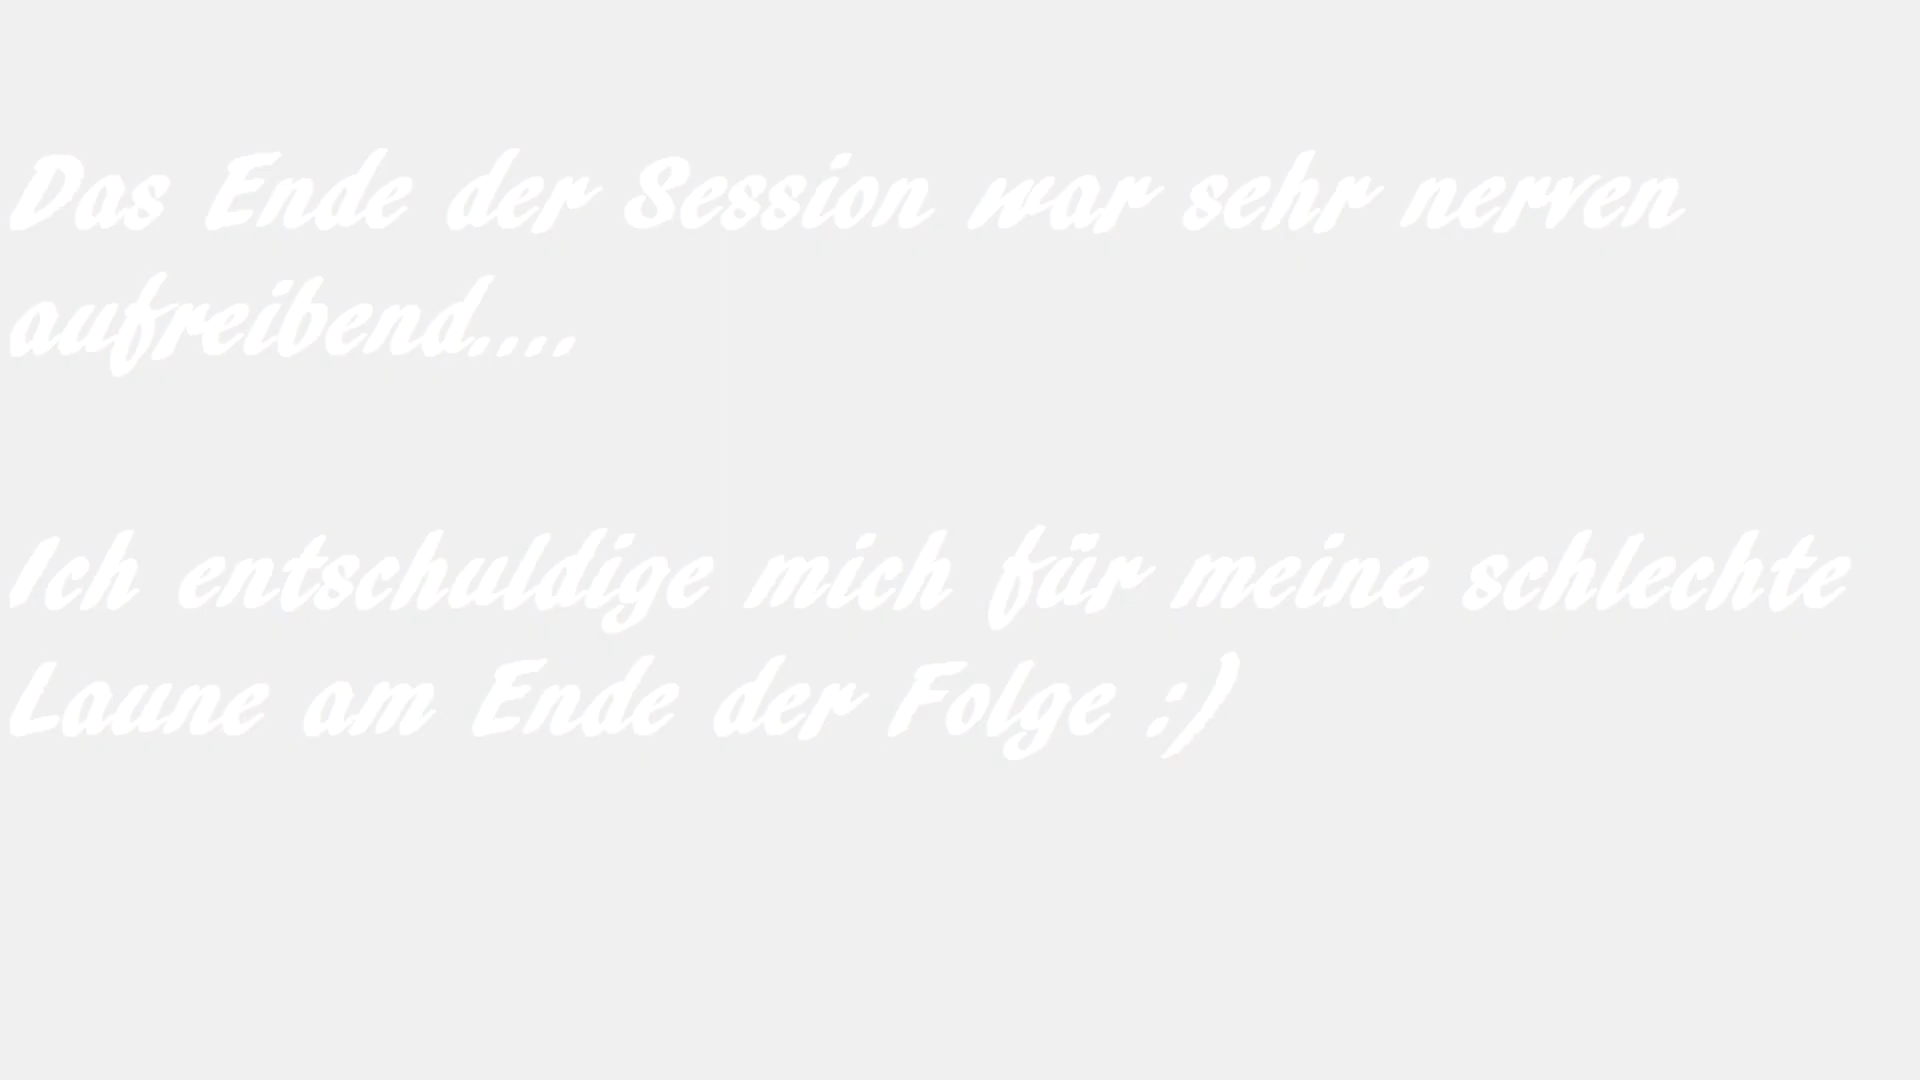 Das Ende der Session war sehr nerven
aufreibend....
Ich entschuldige mich für meine schlechte
Laune am Ende der Folge :)